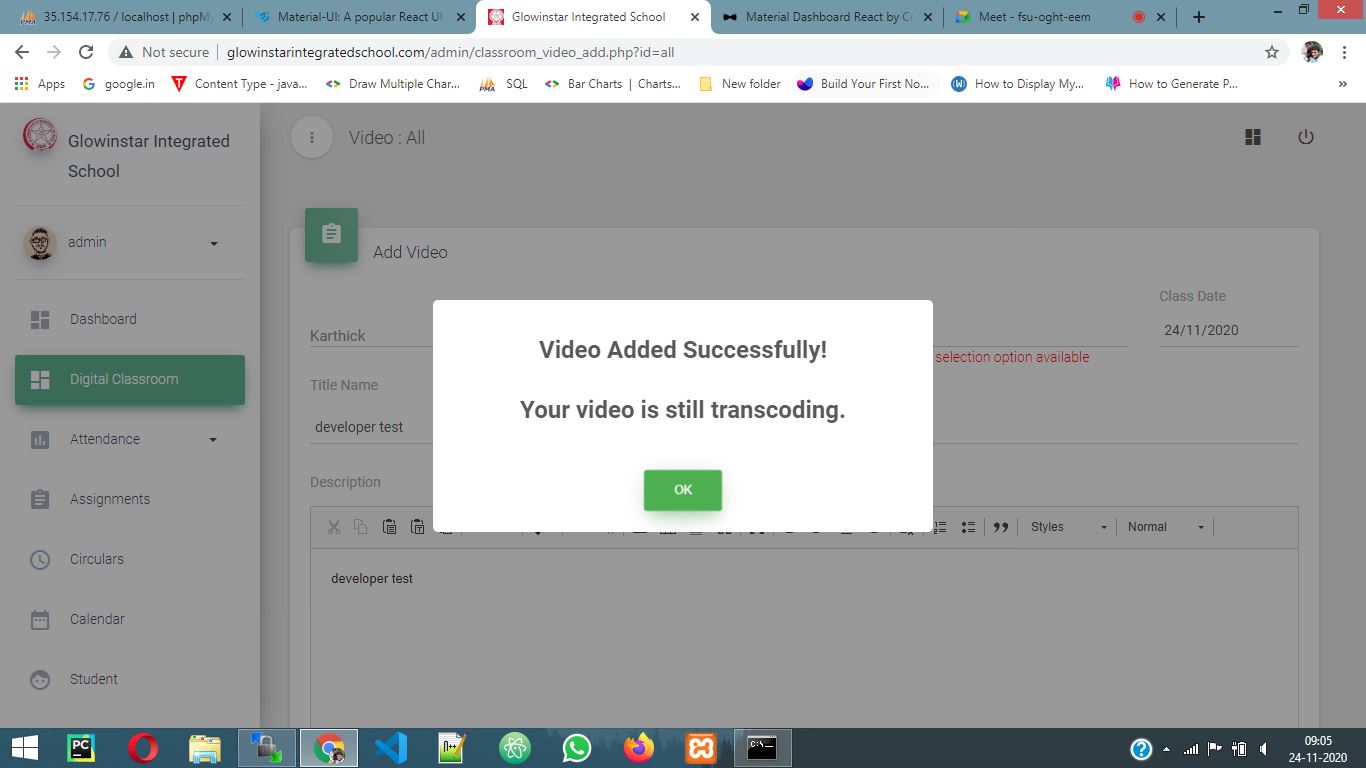 35.154.17.76 / localhost | phpMy
Material-UI: A popular React UI
Glowinstar Integrated School
Material Dashboard React by Cr
Meet - fsu-oght-eem
Not secure
glowinstarintegratedschool.com/admin/classroom_video_add.php?id=all
Apps
google.in
Content Type - java...
Draw Multiple Char...
SQL
Bar Charts | Charts...
New folder
Build Your First No...
How to Display My...
How to Generate P...
»
Glowinstar Integrated
School
Video : All
admin
Add Video
Class Date
Karthick
24/11/2020
selection option available
Dashboard
Digital Classroom
Title Name
developer test
Attendance
Description
Assignments
Styles
Normal
developer test
Circulars
Calendar
Student
Video Added Successfully!
Your video is still transcoding.
OK
PC
C:\
09:05
24-11-2020